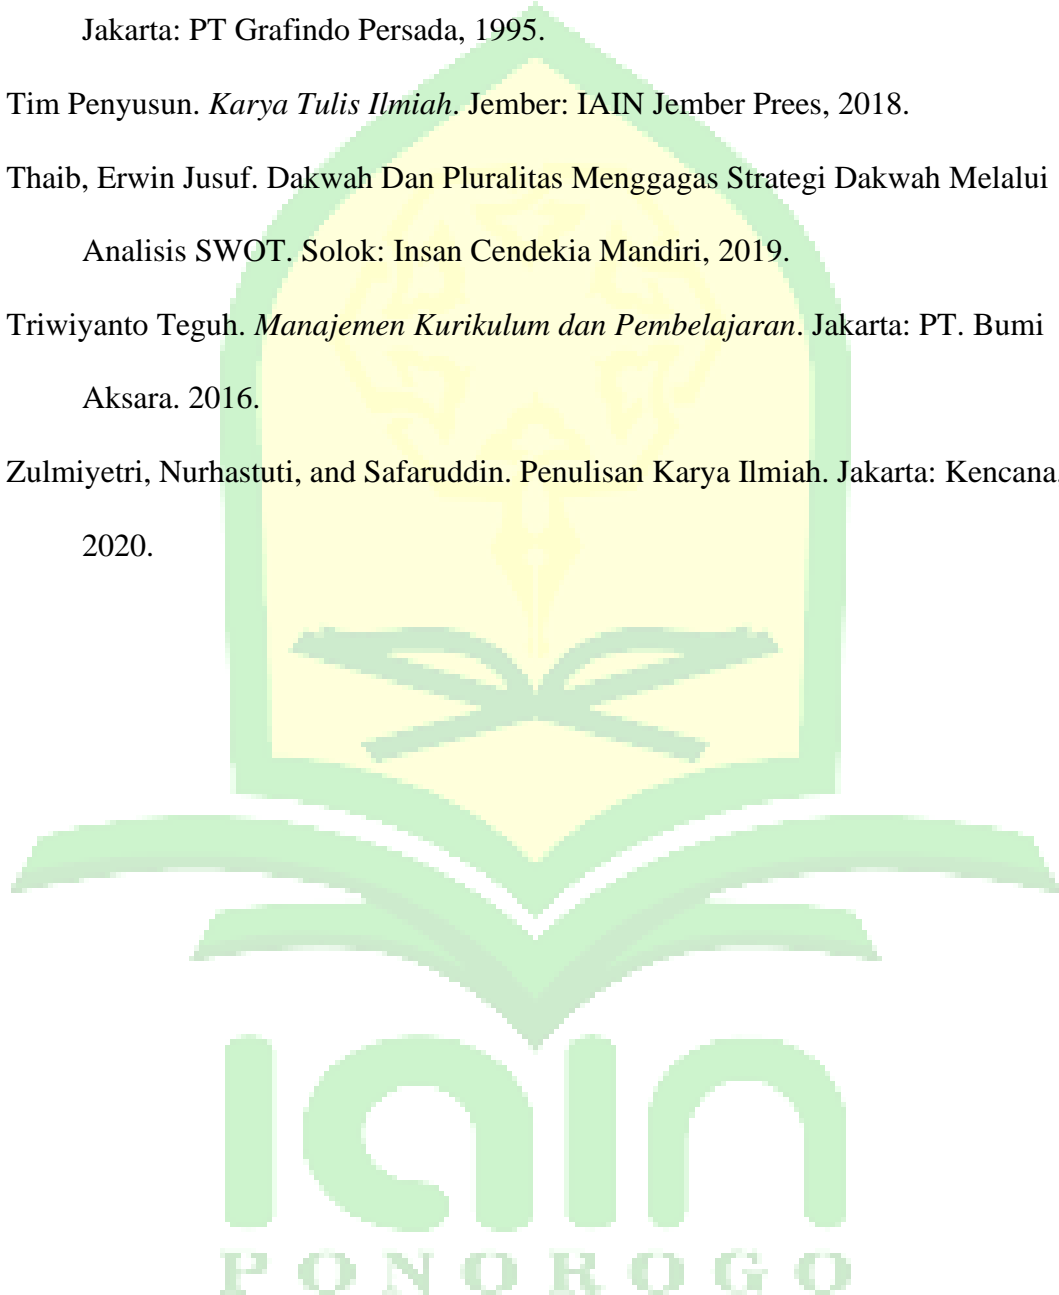 Jakarta: PT Grafindo Persada, 1995.
Tim Penyusun. Karya Tulis Ilmiah. Jember: IAIN Jember Prees, 2018.
Thaib, Erwin Jusuf. Dakwah Dan Pluralitas Menggagas Strategi Dakwah Melalui
Analisis SWOT. Solok: Insan Cendekia Mandiri, 2019.
Triwiyanto Teguh. Manajemen Kurikulum dan Pembelajaran. Jakarta: PT. Bumi
Aksara. 2016.
Zulmiyetri, Nurhastuti, and Safaruddin. Penulisan Karya Ilmiah. Jakarta: Kencana,
2020.
iain
PONOROGO